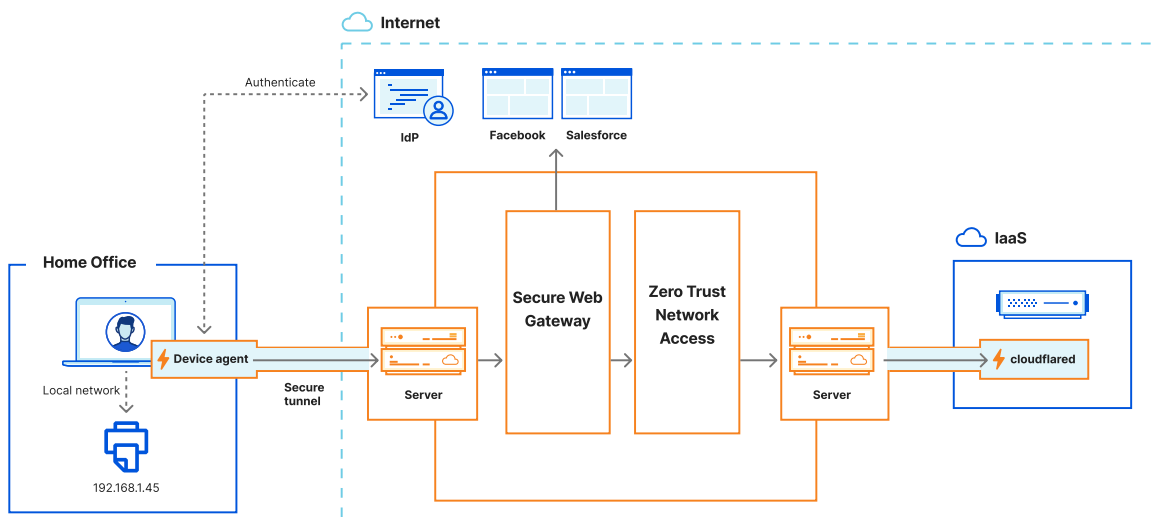 Internet
Authenticate
IdP
Facebook
Salesforce
Home Office
IaaS
Secure Web
Gateway
Zero Trust
Network
Access
Device agent
cloudflared
Secure
tunnel
Server
Server
Local network
192.168.1.45